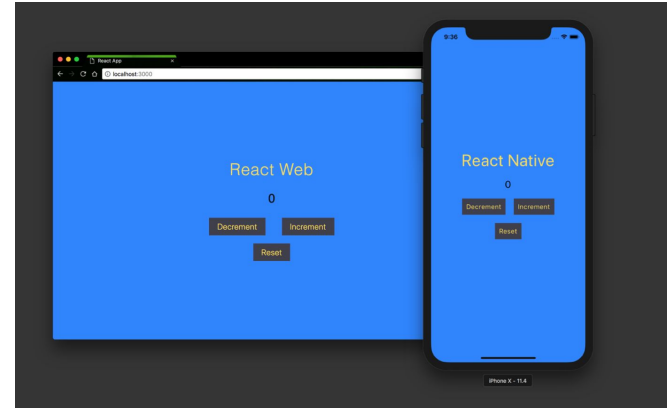 React App
localhost:3000
React Web
0
Decrement Increment
Reset
9:36
React Native
0
Decrement Increment
Reset
iPhone X - 11.4